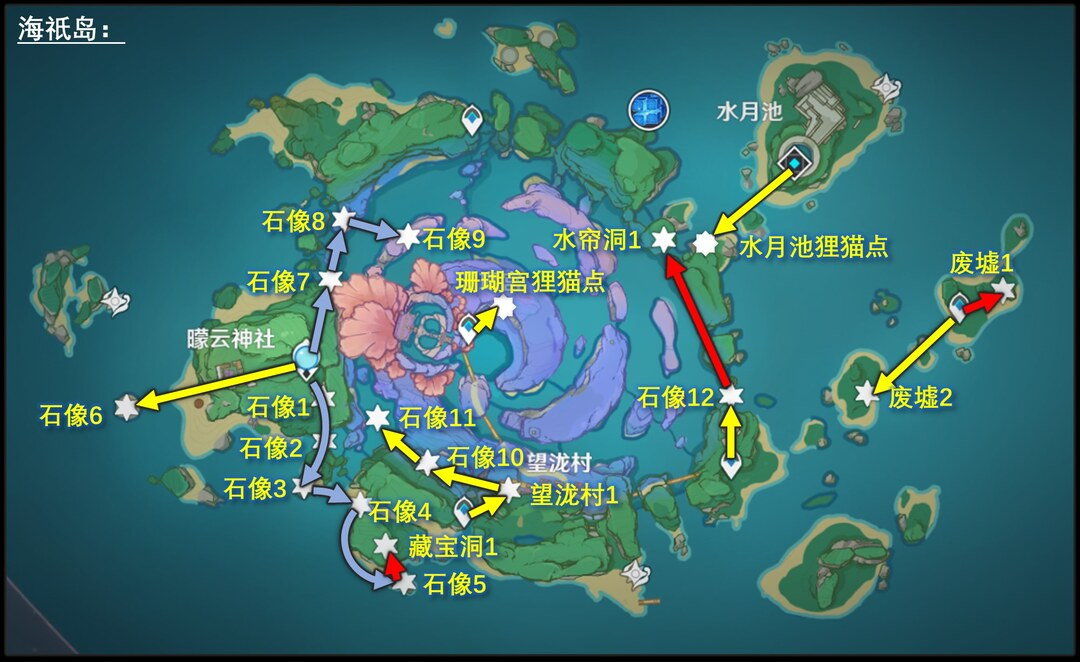 海祇岛：
水月池
石像8
石像9
水帘洞1
水月池狸猫点
废墟1
石像7
珊瑚宫狸猫点
曚云神社
石像12
废墟2
石像6
石像1
石像11
石像2
石像10
望泷村
石像3
望泷村1
石像4
藏宝洞1
石像5